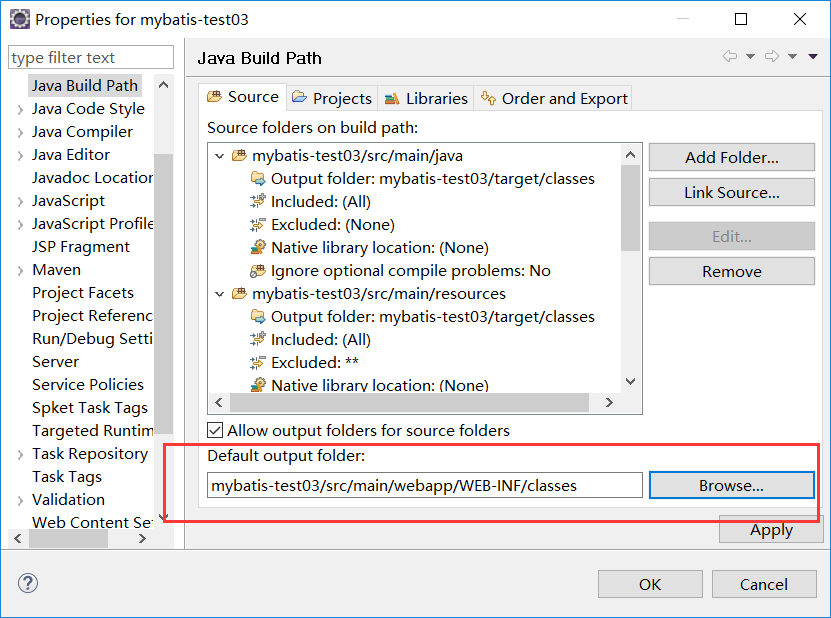 Properties for mybatis-test03
type filter text
Java Build Path
Java Code Style
Java Compiler
Java Editor
Javadoc Location
JavaScript
JavaScript Profile
JSP Fragment
Maven
Project Facets
Project Referenc
Run/Debug Setti
Server
Service Policies
Spket Task Tags
Targeted Runtim
Task Repository
Task Tags
Validation
Web Content Set
Java Build Path
Source Projects Libraries Order and Export
Source folders on build path:
mybatis-test03/src/main/java
Output folder: mybatis-test03/target/classes
Included: (All)
Excluded: (None)
Native library location: (None)
Ignore optional compile problems: No
mybatis-test03/src/main/resources
Output folder: mybatis-test03/target/classes
Included: (All)
Excluded: **
Native library location: (None)
Add Folder...
Link Source...
Edit...
Remove
Allow output folders for source folders
Default output folder:
mybatis-test03/src/main/webapp/WEB-INF/classes
Browse...
Apply
OK
Cancel